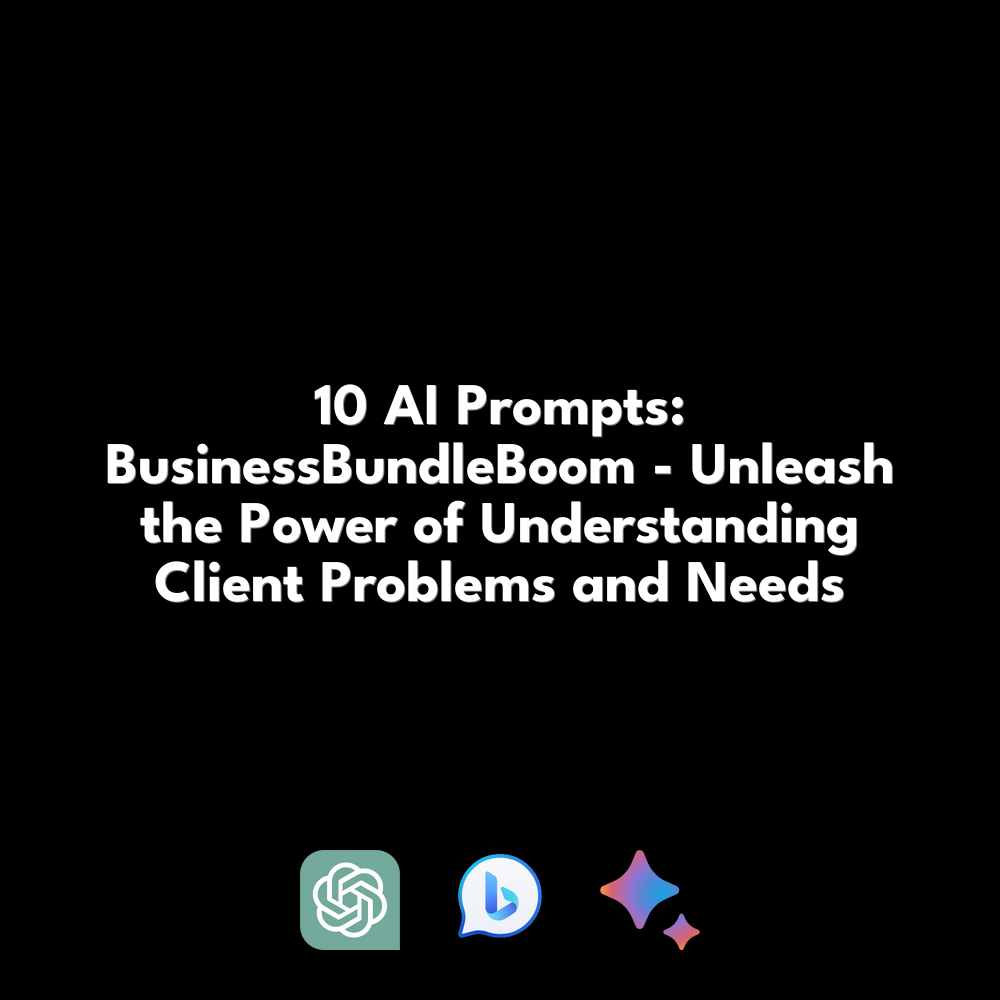 10 AI Prompts:
BusinessBundleBoom - Unleash
the Power of Understanding
Client Problems and Needs